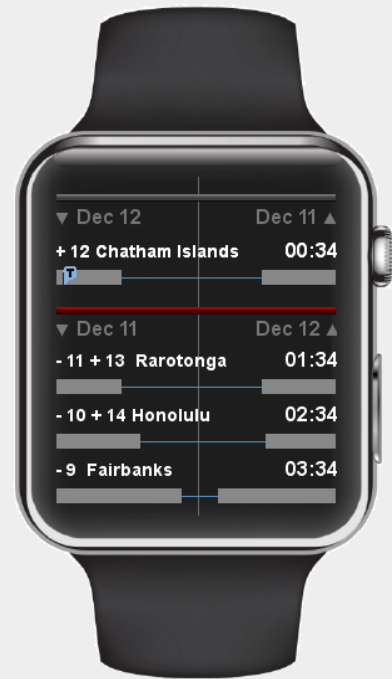 ▼ Dec 12 Dec 11 ▲
+ 12 Chatham Islands 00:34
T
▼ Dec 11 Dec 12 ▲
- 11 + 13 Rarotonga 01:34
- 10 + 14 Honolulu 02:34
- 9 Fairbanks 03:34